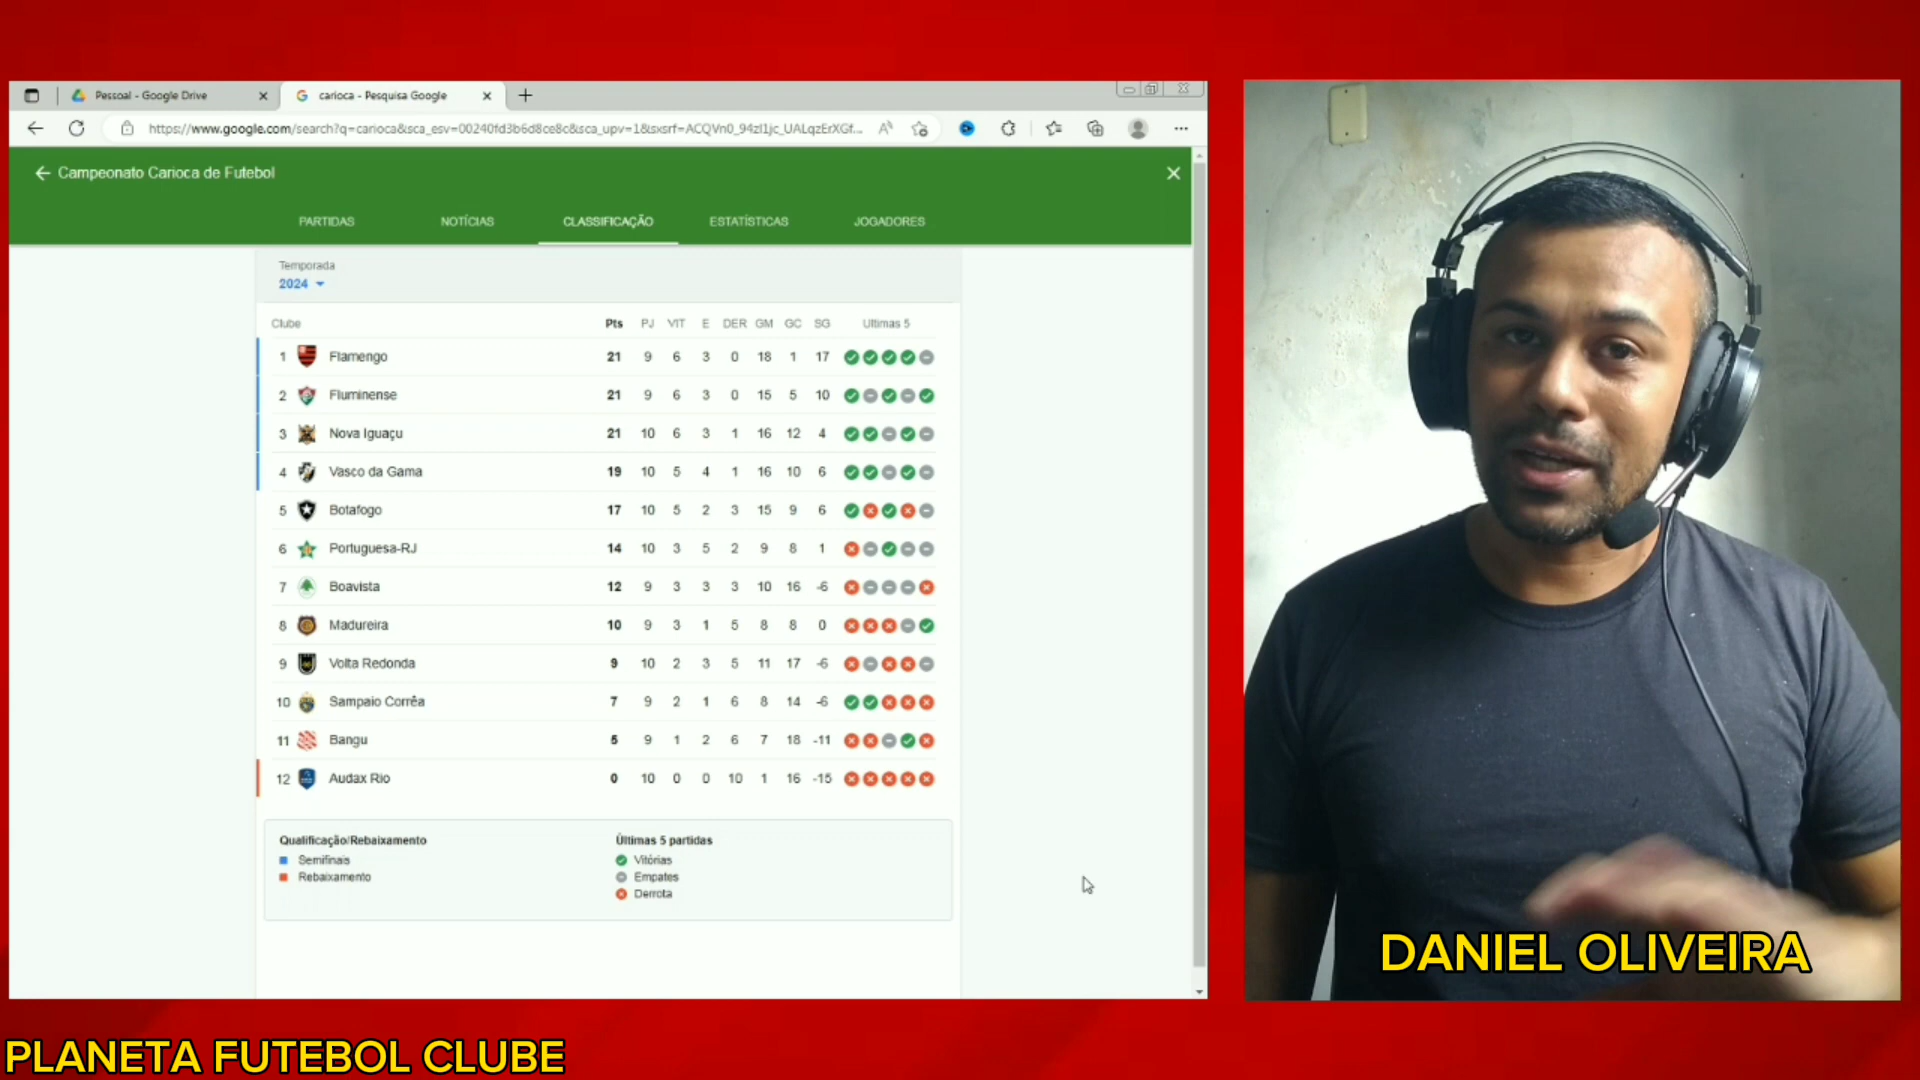 Pessoal - Google Drive
carioca - Pesquisa Google
https://www.google.com/search?q=carioca&sca_esv=00240fd3b6d8ce8c&sca_upv=1&sxsrf=ACQVn0_94zl1jc_UALqzErXGf...
Campeonato Carioca de Futebol
PARTIDAS NOTÍCIAS CLASSIFICAÇÃO ESTATÍSTICAS JOGADORES
Temporada
2024
Clube Pts PJ VIT E DER GM GC SG Últimas 5
1 Flamengo 21 9 6 3 0 18 1 17
2 Fluminense 21 9 6 3 0 15 5 10
3 Nova Iguaçu 21 10 6 3 1 16 12 4
4 Vasco da Gama 19 10 5 4 1 16 10 6
5 Botafogo 17 10 5 2 3 15 9 6
6 Portuguesa-RJ 14 10 3 5 2 9 8 1
7 Boavista 12 9 3 3 3 10 16 -6
8 Madureira 10 9 3 1 5 8 8 0
9 Volta Redonda 9 10 2 3 5 11 17 -6
10 Sampaio Corrêa 7 9 2 1 6 8 14 -6
11 Bangu 5 9 1 2 6 7 18 -11
12 Audax Rio 0 10 0 0 10 1 16 -15
Qualificação/Rebaixamento
Semifinais
Rebaixamento
Últimas 5 partidas
Vitórias
Empates
Derrota
DANIEL OLIVEIRA
PLANETA FUTEBOL CLUBE